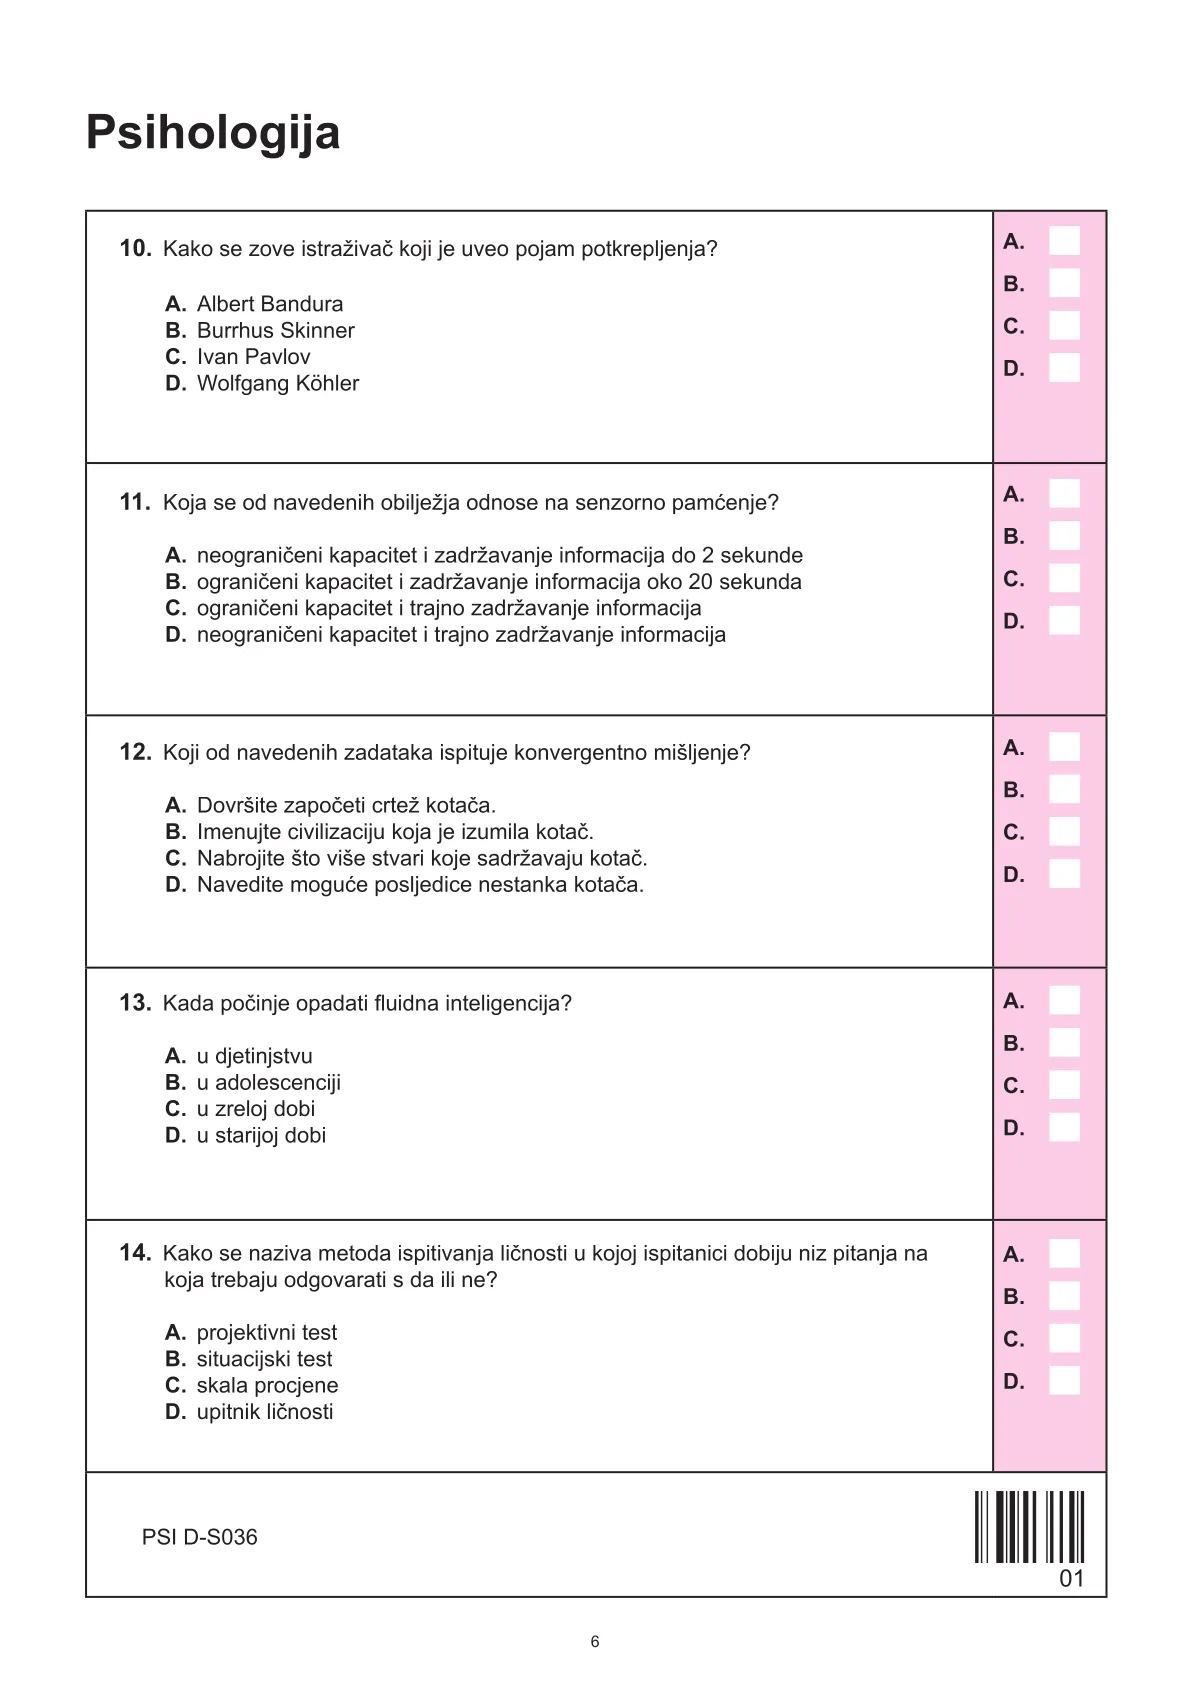 Psihologija
10. Kako se zove istraživač koji je uveo pojam potkrepljenja?
A. Albert Bandura
B. Burrhus Skinner
C. Ivan Pavlov
D. Wolfgang Köhler
A.
B.
C.
D.
11. Koja se od navedenih obilježja odnose na senzorno pamćenje?
A. neograničeni kapacitet i zadržavanje informacija do 2 sekunde
B. ograničeni kapacitet i zadržavanje informacija oko 20 sekunda
C. ograničeni kapacitet i trajno zadržavanje informacija
D. neograničeni kapacitet i trajno zadržavanje informacija
A.
B.
C.
D.
12. Koji od navedenih zadataka ispituje konvergentno mišljenje?
A. Dovršite započeti crtež kotača.
B. Imenujte civilizaciju koja je izumila kotač.
C. Nabrojite što više stvari koje sadržavaju kotač.
D. Navedite moguće posljedice nestanka kotača.
A.
B.
C.
D.
13. Kada počinje opadati fluidna inteligencija?
A. u djetinjstvu
B. u adolescenciji
C. u zreloj dobi
D. u starijoj dobi
A.
B.
C.
D.
14. Kako se naziva metoda ispitivanja ličnosti u kojoj ispitanici dobiju niz pitanja na
koja trebaju odgovarati s da ili ne?
A. projektivni test
B. situacijski test
C. skala procjene
D. upitnik ličnosti
A.
B.
C.
D.
PSI D-S036
01
6